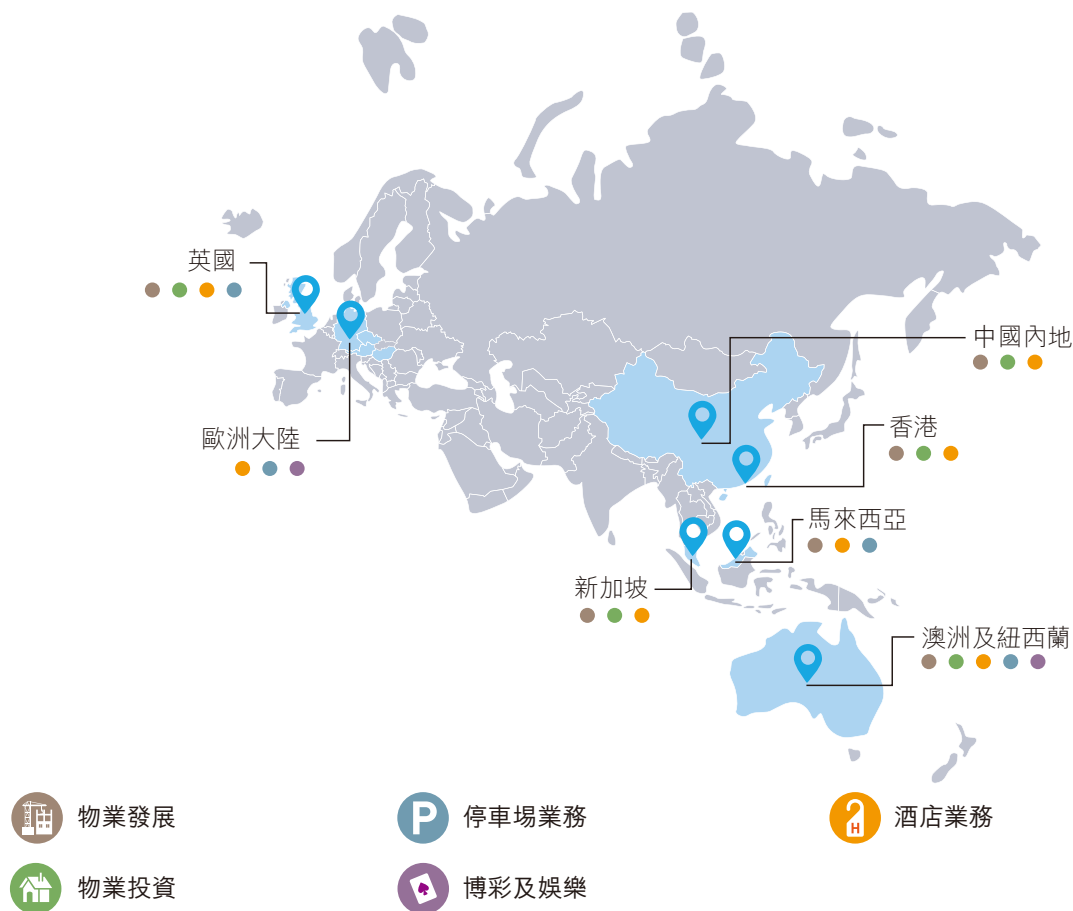 英國
中國內地
歐洲大陸
香港
馬來西亞
新加坡
澳洲及紐西蘭
物業發展
P
停車場業務
H
酒店業務
物業投資
博彩及娛樂